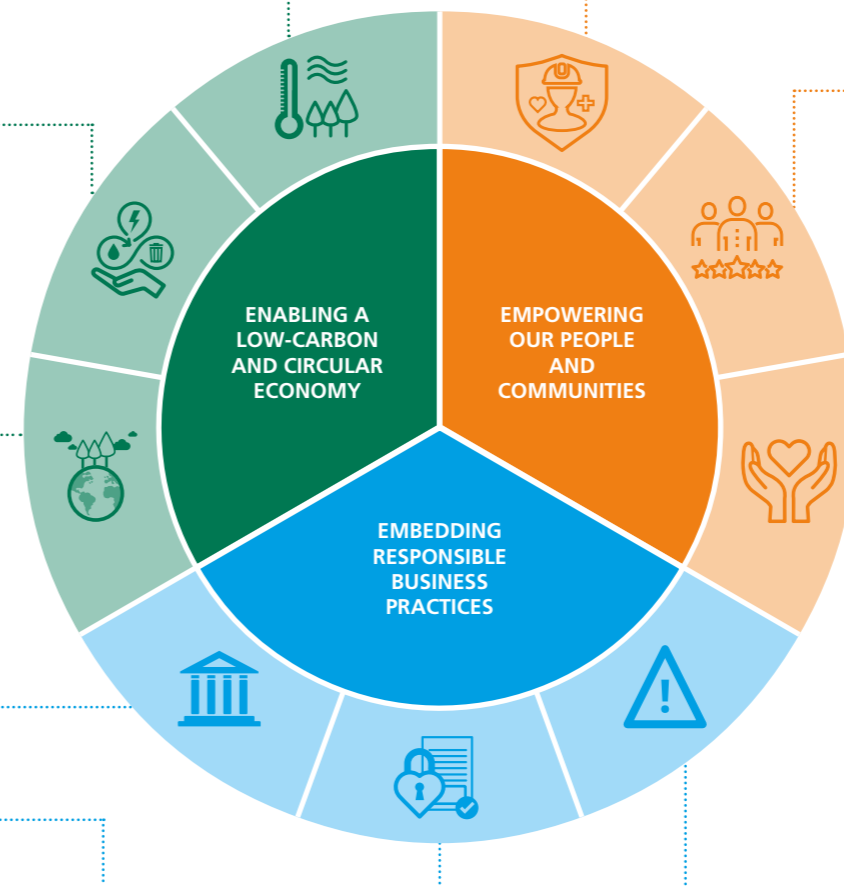 ENABLING A
LOW-CARBON
AND CIRCULAR
ECONOMY
EMPOWERING
OUR PEOPLE
AND
COMMUNITIES
EMBEDDING
RESPONSIBLE
BUSINESS
PRACTICES